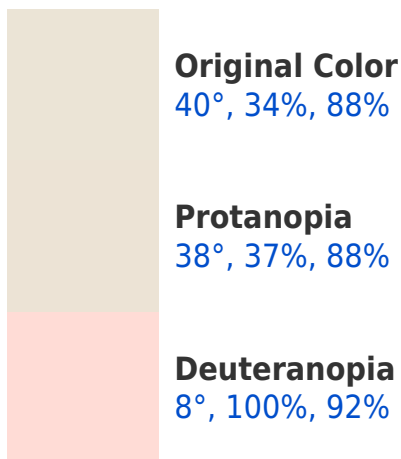 Original Color
40°, 34%, 88%
Protanopia
38°, 37%, 88%
Deuteranopia
8°, 100%, 92%